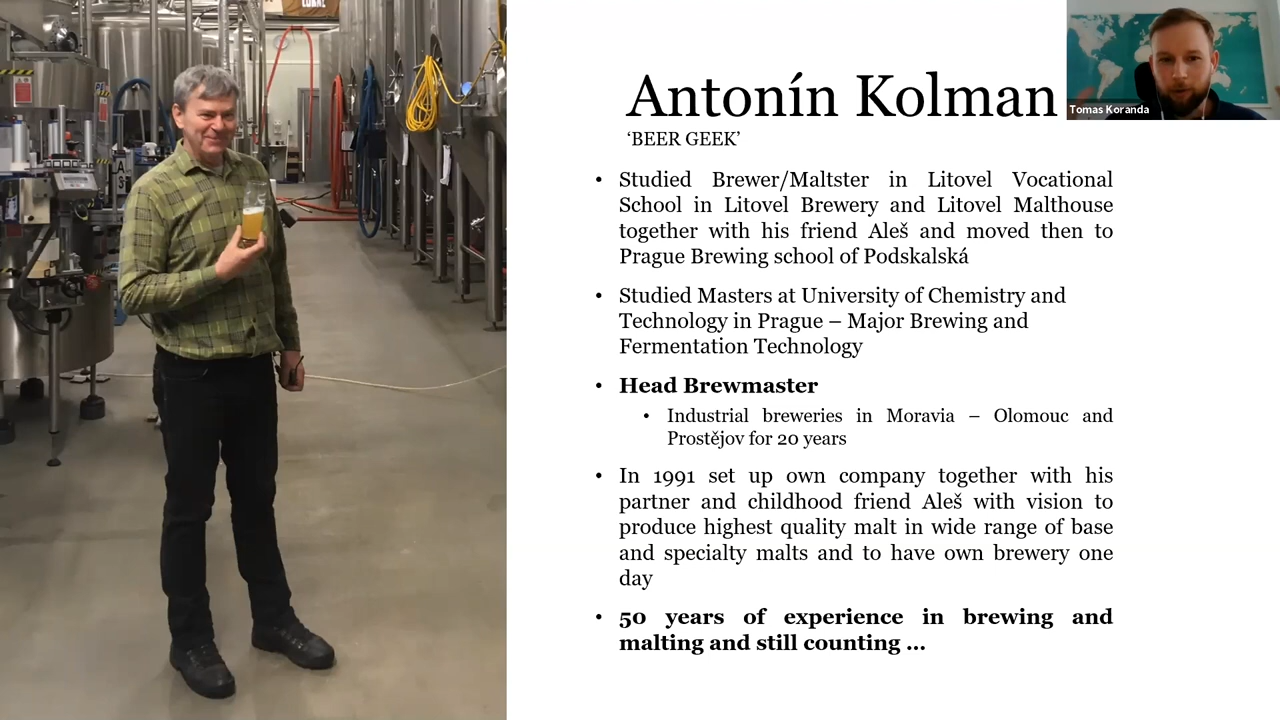 Antonín Kolman
Tomas Koranda
‘BEER GEEK’
• Studied Brewer/Maltster in Litovel Vocational
School in Litovel Brewery and Litovel Malthouse
together with his friend Aleš and moved then to
Prague Brewing school of Podskalská
• Studied Masters at University of Chemistry and
Technology in Prague – Major Brewing and
Fermentation Technology
• Head Brewmaster
• Industrial breweries in Moravia – Olomouc and
Prostějov for 20 years
• In 1991 set up own company together with his
partner and childhood friend Aleš with vision to
produce highest quality malt in wide range of base
and specialty malts and to have own brewery one
day
• 50 years of experience in brewing and
malting and still counting ...